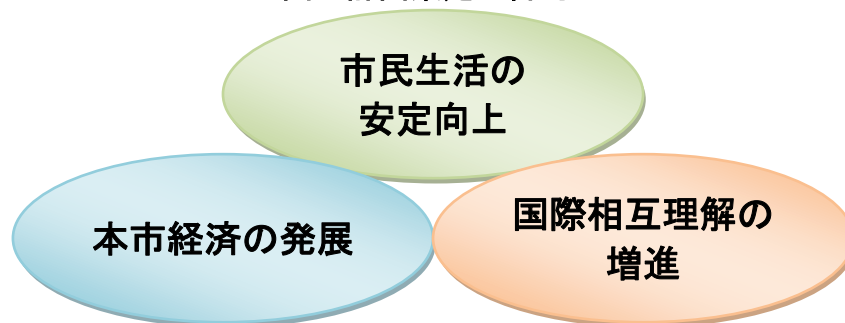 市民生活の
安定向上
本市経済の発展
国際相互理解の
増進